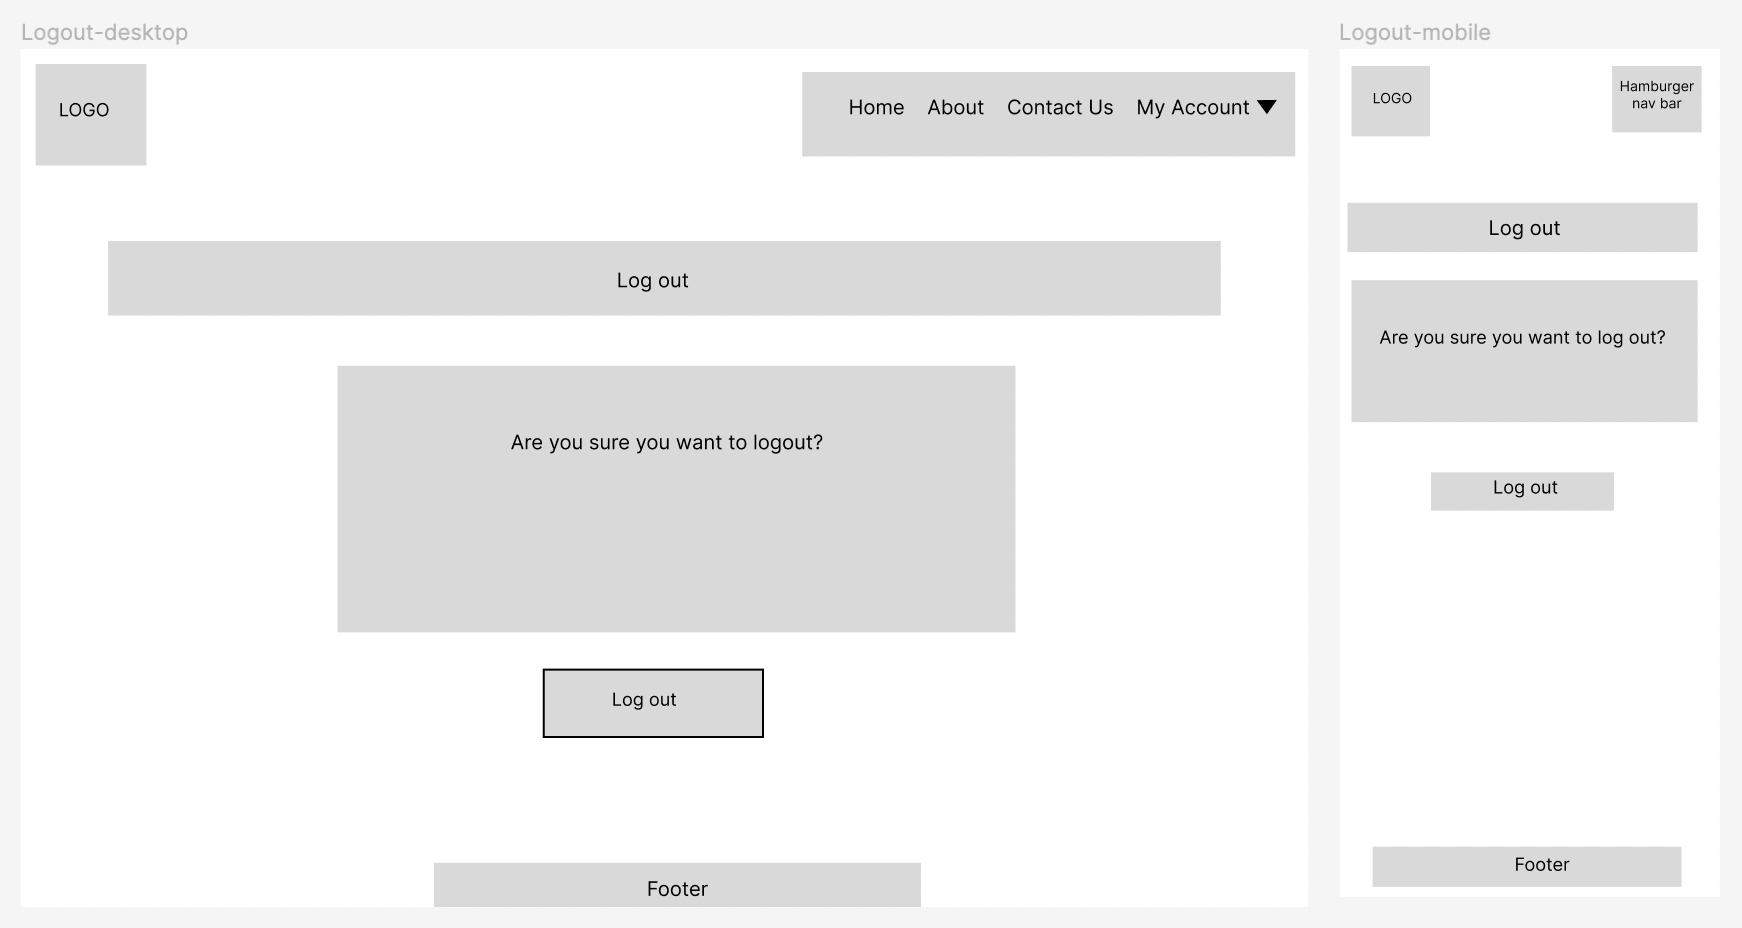 Logout-desktop
LOGO
Home About Contact Us My Account
Log out
Are you sure you want to logout?
Log out
Footer
Logout-mobile
LOGO
Hamburger
nav bar
Log out
Are you sure you want to log out?
Log out
Footer